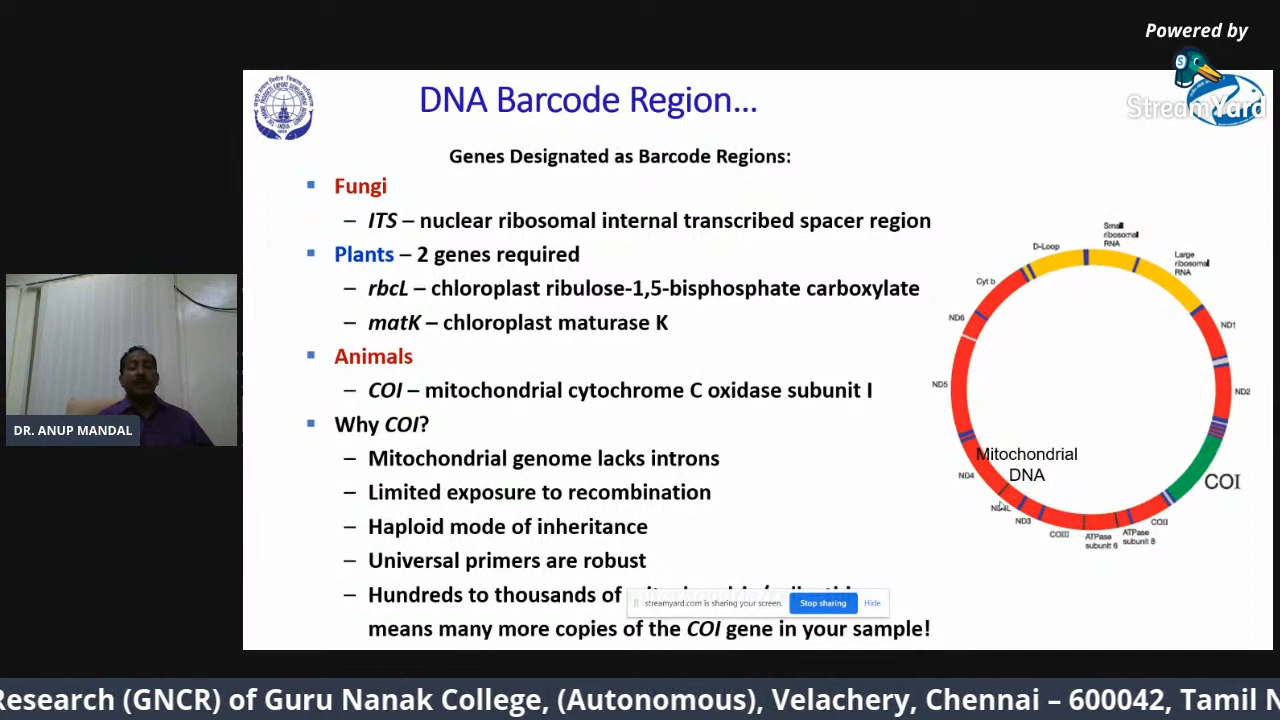 Powered by
StreamYard
DNA Barcode Region...
Genes Designated as Barcode Regions:
Fungi
– ITS – nuclear ribosomal internal transcribed spacer region
Plants – 2 genes required
– rbcL – chloroplast ribulose-1,5-bisphosphate carboxylate
– matK – chloroplast maturase K
Animals
– COI – mitochondrial cytochrome C oxidase subunit I
Why COI?
– Mitochondrial genome lacks introns
– Limited exposure to recombination
– Haploid mode of inheritance
– Universal primers are robust
– Hundreds to thousands of
means many more copies of the COI gene in your sample!
streamyard.com is sharing your screen.
Stop sharing
Hide
D-Loop
Small
ribosomal
RNA
Large
ribosomal
RNA
Cyt b
ND6
ND1
ND5
ND2
Mitochondrial
DNA
ND4
COI
ND3
COIII
ATPase
subunit 6
ATPase
subunit 8
COII
DR. ANUP MANDAL
Research (GNCR) of Guru Nanak College, (Autonomous), Velachery, Chennai – 600042, Tamil N